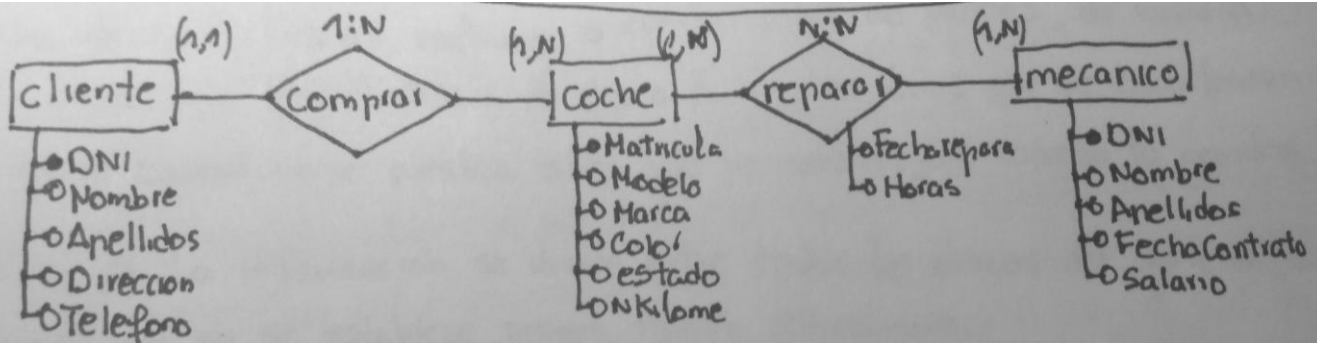 (1,1)
1:N
(1,N)
(1,N)
N:N
(1,N)
cliente
comprar
coche
reparar
mecanico
DNI
Nombre
Apellidos
Direccion
Telefono
Matricula
Modelo
Marca
Color
estado
NKilome
Fecharepara
Horas
DNI
Nombre
Apellidos
FechaContrato
Salario